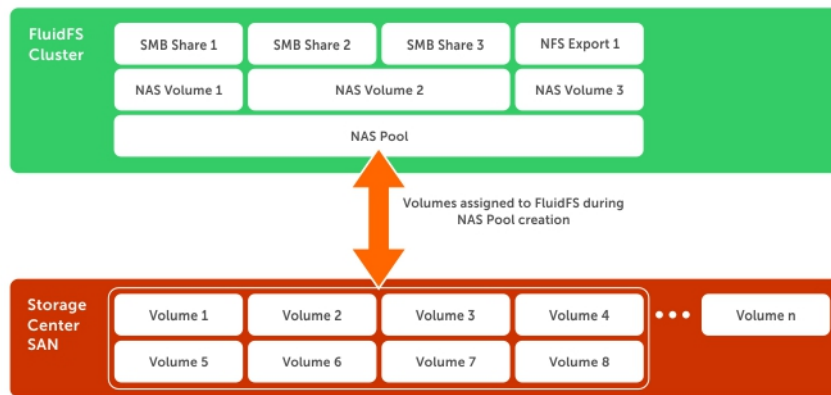 FluidFS
Cluster
SMB Share 1
SMB Share 2
SMB Share 3
NFS Export 1
NAS Volume 1
NAS Volume 2
NAS Volume 3
NAS Pool
Volumes assigned to FluidFS during
NAS Pool creation
Storage
Center
SAN
Volume 1
Volume 2
Volume 3
Volume 4
Volume n
Volume 5
Volume 6
Volume 7
Volume 8